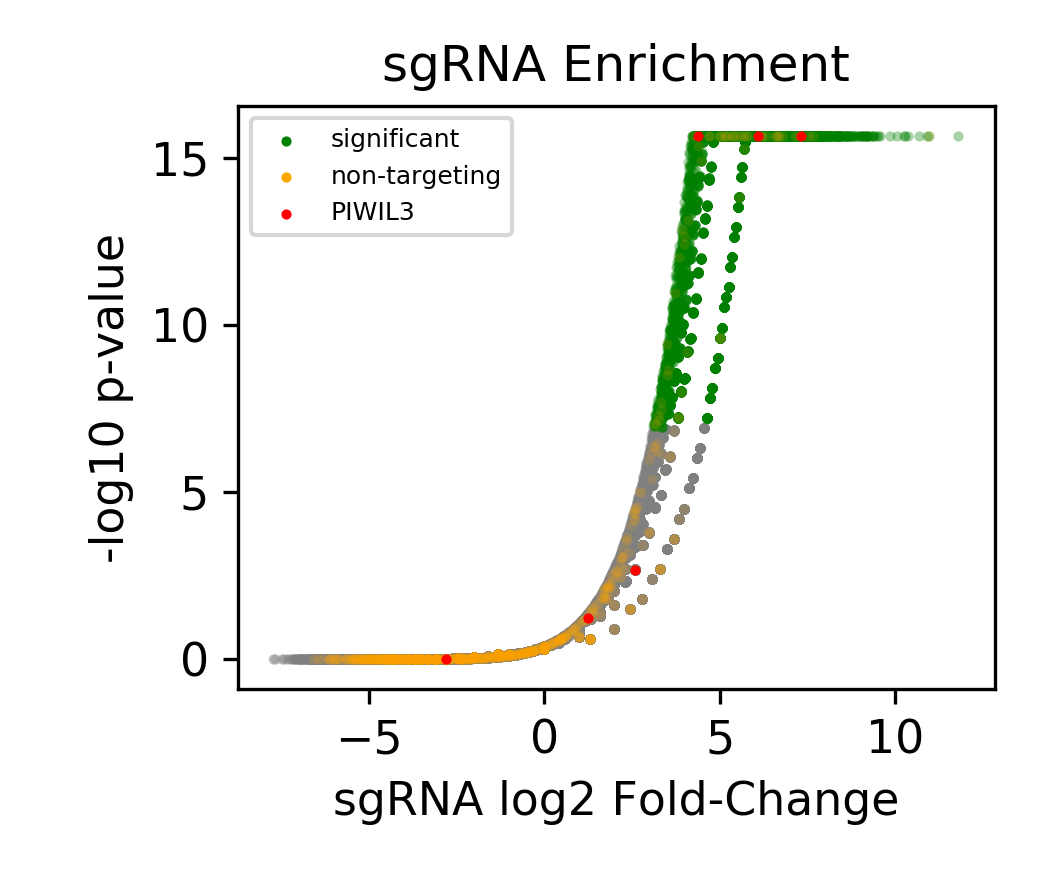 sgRNA Enrichment
significant
non-targeting
PIWIL3
-log10 p-value
15
10
5
0
−5 0 5 10
sgRNA log2 Fold-Change